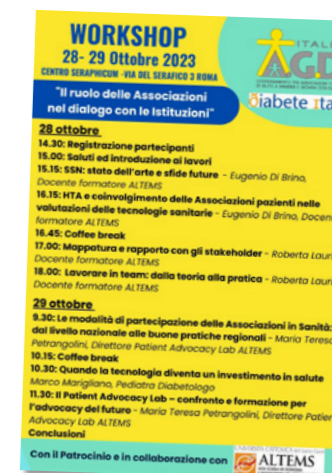 WORKSHOP
28- 29 Ottobre 2023
CENTRO SERAPHICUM -VIA DEL SERAFICO 3 ROMA
ITALI
AGD
diabete ita
"Il ruolo delle Associazioni
nel dialogo con le Istituzioni"
28 ottobre
14.30: Registrazione partecipanti
15.00: Saluti ed introduzione ai lavori
15.15: SSN: stato dell'arte e sfide future - Eugenio Di Brino,
Docente formatore ALTEMS
16.15: HTA e coinvolgimento delle Associazioni pazienti nelle
valutazioni delle tecnologie sanitarie - Eugenio Di Brino, Docen
formatore ALTEMS
16.45: Coffee break
17.00: Mappatura e rapporto con gli stakeholder - Roberta Lauri
Docente formatore ALTEMS
18.00: Lavorare in team: dalla teoria alla pratica - Roberta Lauri
Docente formatore ALTEMS
29 ottobre
9.30: Le modalità di partecipazione delle Associazioni in Sanità:
dal livello nazionale alle buone pratiche regionali - Maria Teresa
Petrangolini, Direttore Patient Advocacy Lab ALTEMS
10.15: Coffee break
10.30: Quando la tecnologia diventa un investimento in salute
Marco Marigliano, Pediatra Diabetologo
11.30: Il Patient Advocacy Lab – confronto e formazione per
l'advocacy del futuro - Maria Teresa Petrangolini, Direttore Patien
Advocacy Lab ALTEMS
Conclusioni
Con il Patrocinio e in collaborazione con
ALTEMS